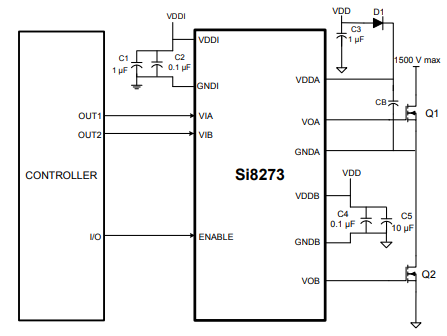 VDDI
VDD
D1
C3
1 µF
VDDI
C1
1 µF
C2
0.1 µF
1500 V max
GNDI
VDDA
CB
Q1
OUT1
VIA
VOA
OUT2
VIB
GNDA
CONTROLLER
Si8273
VDD
VDDB
C4
0.1 µF
C5
10 µF
I/O
ENABLE
GNDB
VOB
Q2